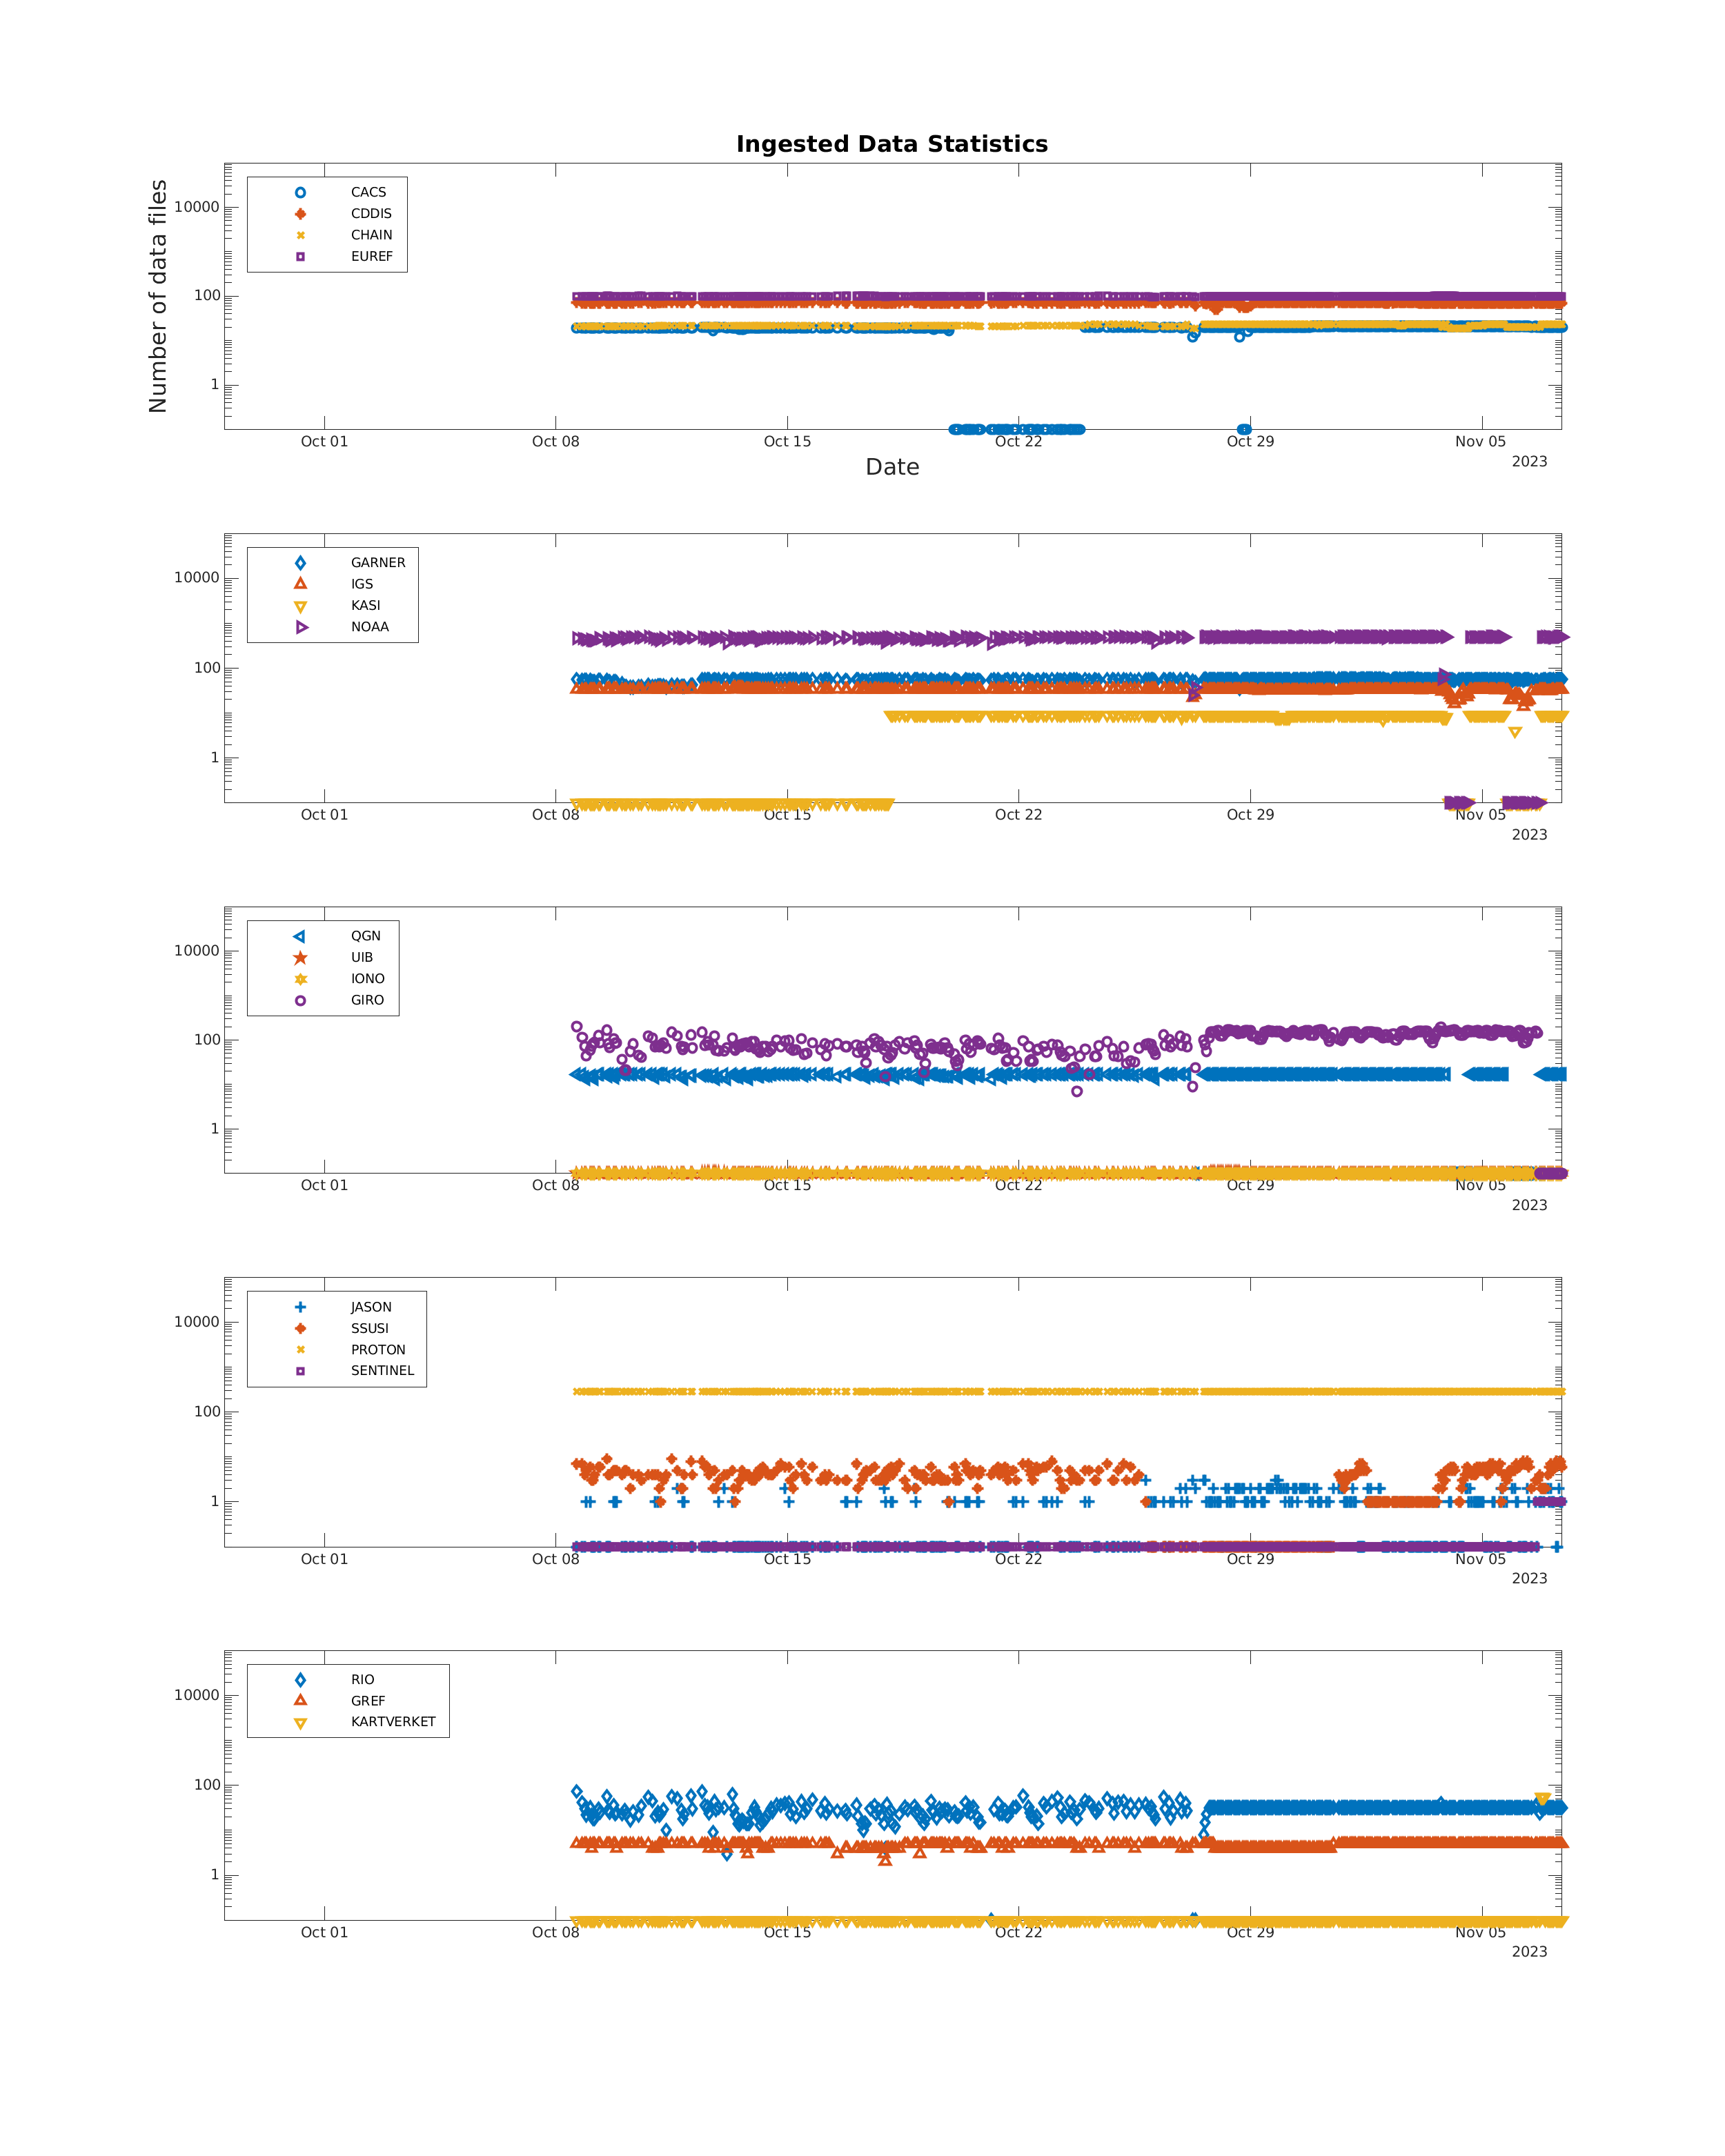 Ingested Data Statistics
Number of data files
CACS
CDDIS
CHAIN
EUREF
10000
100
1
Oct 01 Oct 08 Oct 15 Oct 22 Oct 29 Nov 05
2023
Date
GARNER
IGS
KASI
NOAA
10000
100
1
Oct 01 Oct 08 Oct 15 Oct 22 Oct 29 Nov 05
2023
QGN
UIB
IONO
GIRO
10000
100
1
Oct 01 Oct 08 Oct 15 Oct 22 Oct 29 Nov 05
2023
JASON
SSUSI
PROTON
SENTINEL
10000
100
1
Oct 01 Oct 08 Oct 15 Oct 22 Oct 29 Nov 05
2023
RIO
GREF
KARTVERKET
10000
100
1
Oct 01 Oct 08 Oct 15 Oct 22 Oct 29 Nov 05
2023